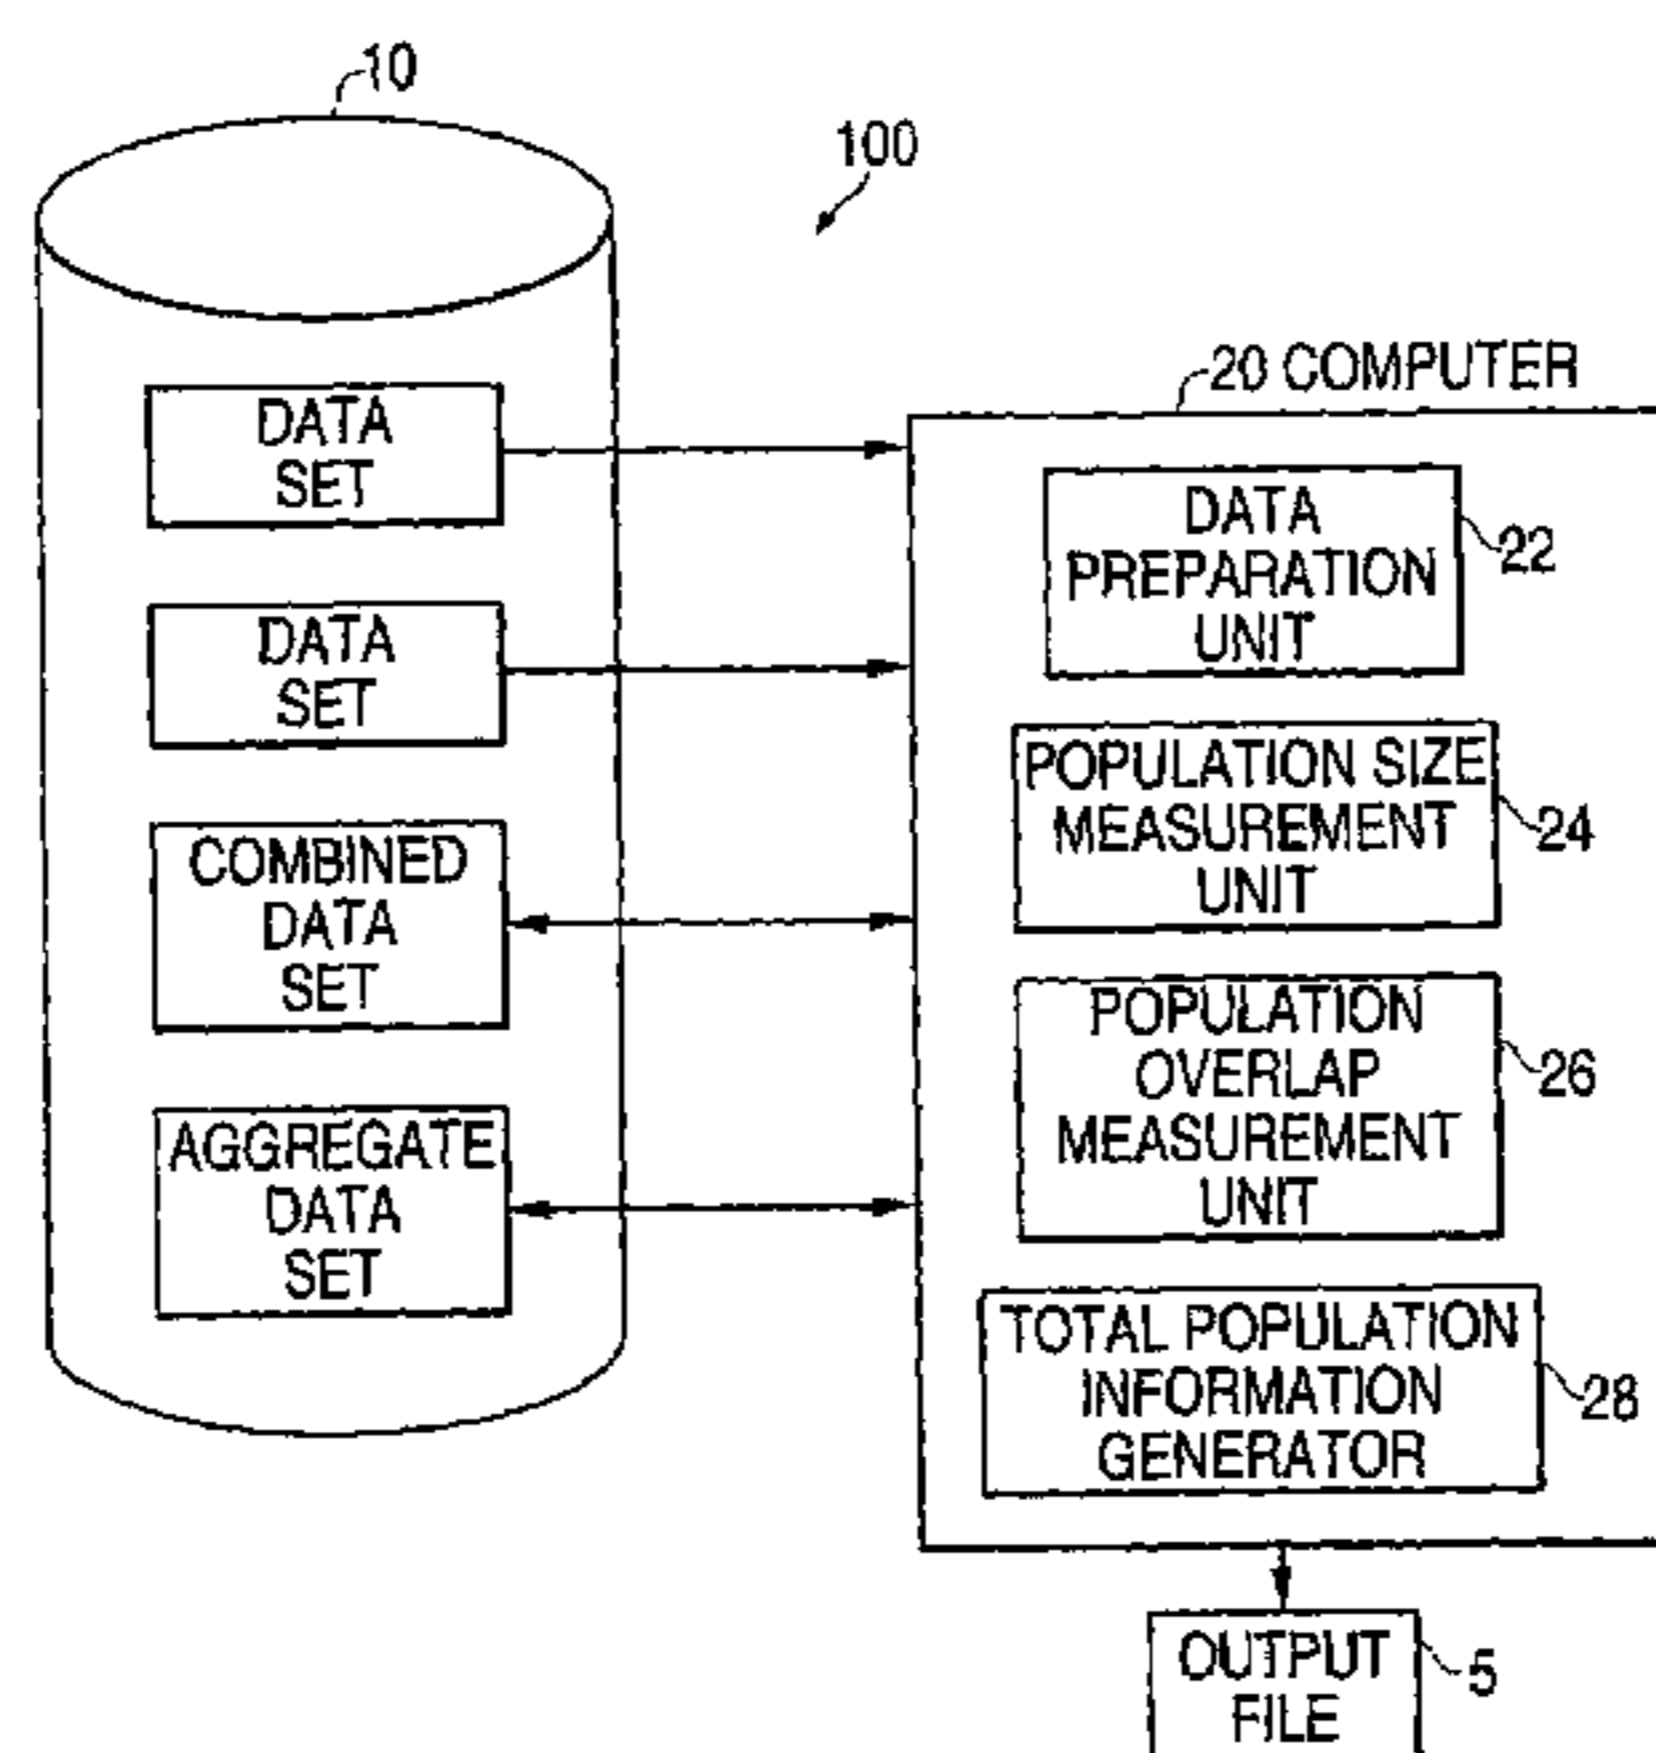 10
100
DATA
SET
DATA
SET
COMBINED
DATA
SET
AGGREGATE
DATA
SET
20 COMPUTER
DATA
PREPARATION
UNIT
22
POPULATION SIZE
MEASUREMENT
UNIT
24
POPULATION
OVERLAP
MEASUREMENT
UNIT
26
TOTAL POPULATION
INFORMATION
GENERATOR
28
OUTPUT
FILE
5